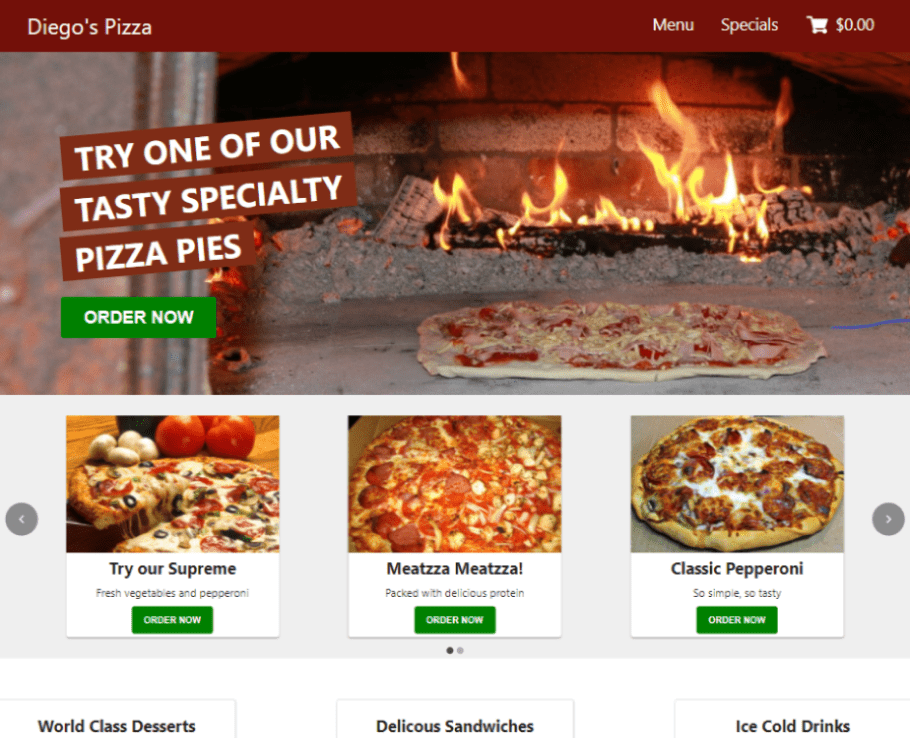 Diego's Pizza
Menu
Specials
$0.00
TRY ONE OF OUR
TASTY SPECIALTY
PIZZA PIES
ORDER NOW
Try our Supreme
Fresh vegetables and pepperoni
ORDER NOW
Meatzza Meatzza!
Packed with delicious protein
ORDER NOW
Classic Pepperoni
So simple, so tasty
ORDER NOW
World Class Desserts
Delicous Sandwiches
Ice Cold Drinks